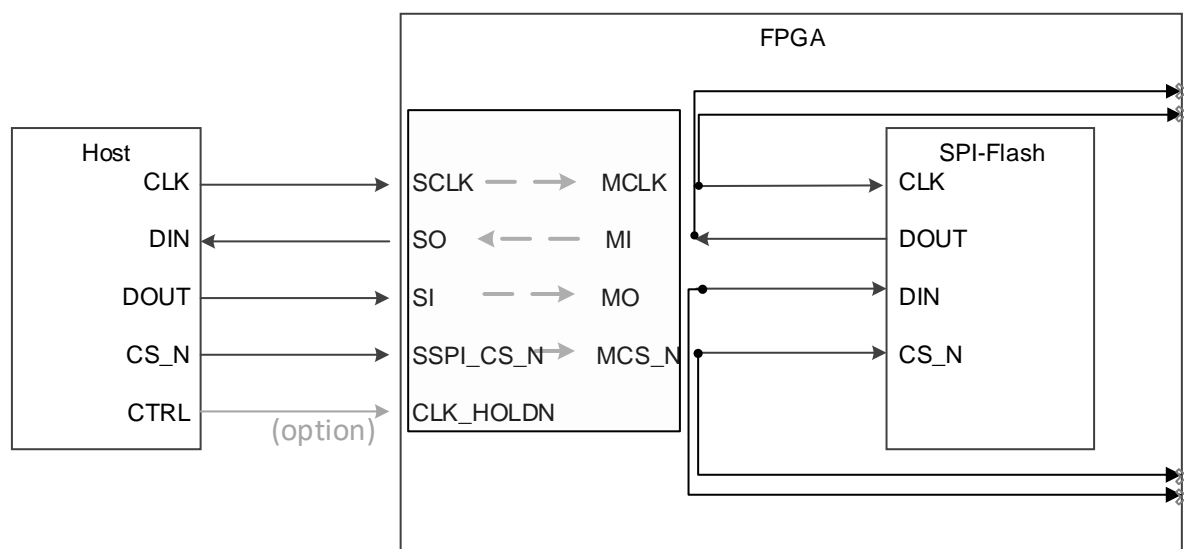 FPGA
Host
SPI-Flash
CLK
SCLK
MCLK
CLK
DIN
SO
MI
DOUT
DOUT
SI
MO
DIN
CS_N
SSPI_CS_N
MCS_N
CS_N
CTRL
(option)
CLK_HOLDN